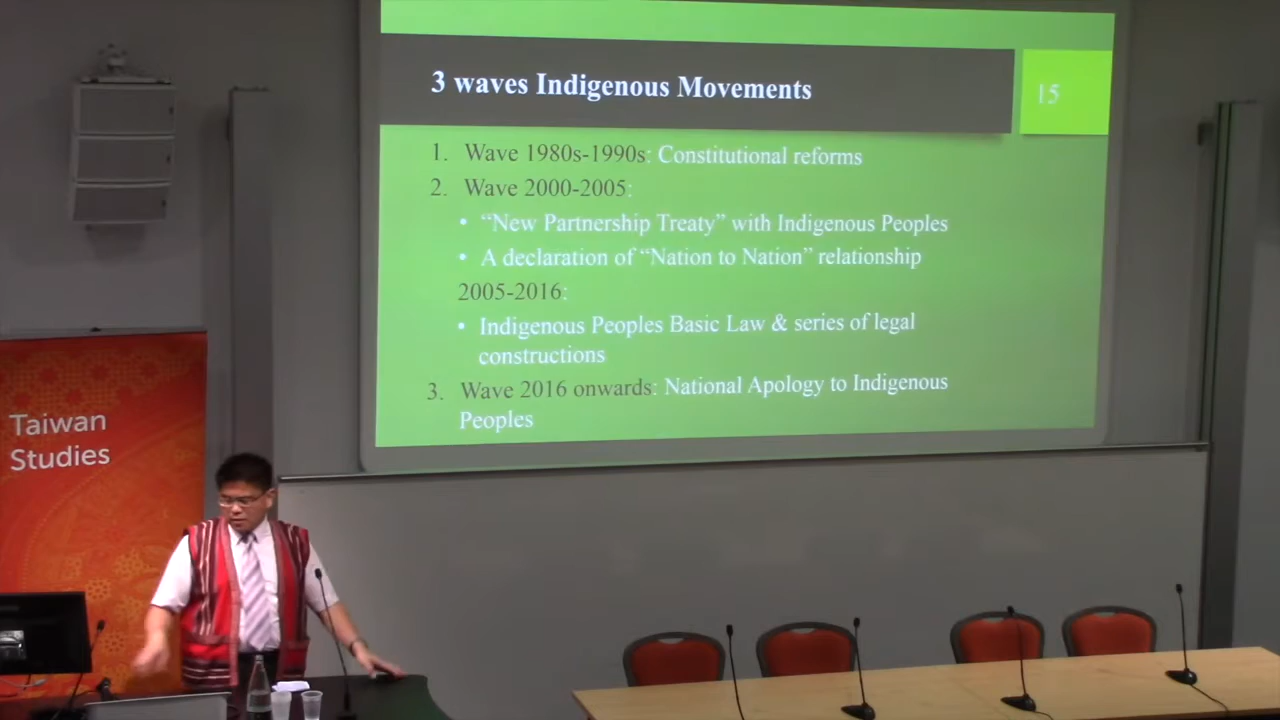 3 waves Indigenous Movements
15
1. Wave 1980s-1990s: Constitutional reforms
2. Wave 2000-2005:
• “New Partnership Treaty” with Indigenous Peoples
• A declaration of “Nation to Nation” relationship
2005-2016:
• Indigenous Peoples Basic Law & series of legal
constructions
3. Wave 2016 onwards: National Apology to Indigenous
Peoples
Taiwan
Studies